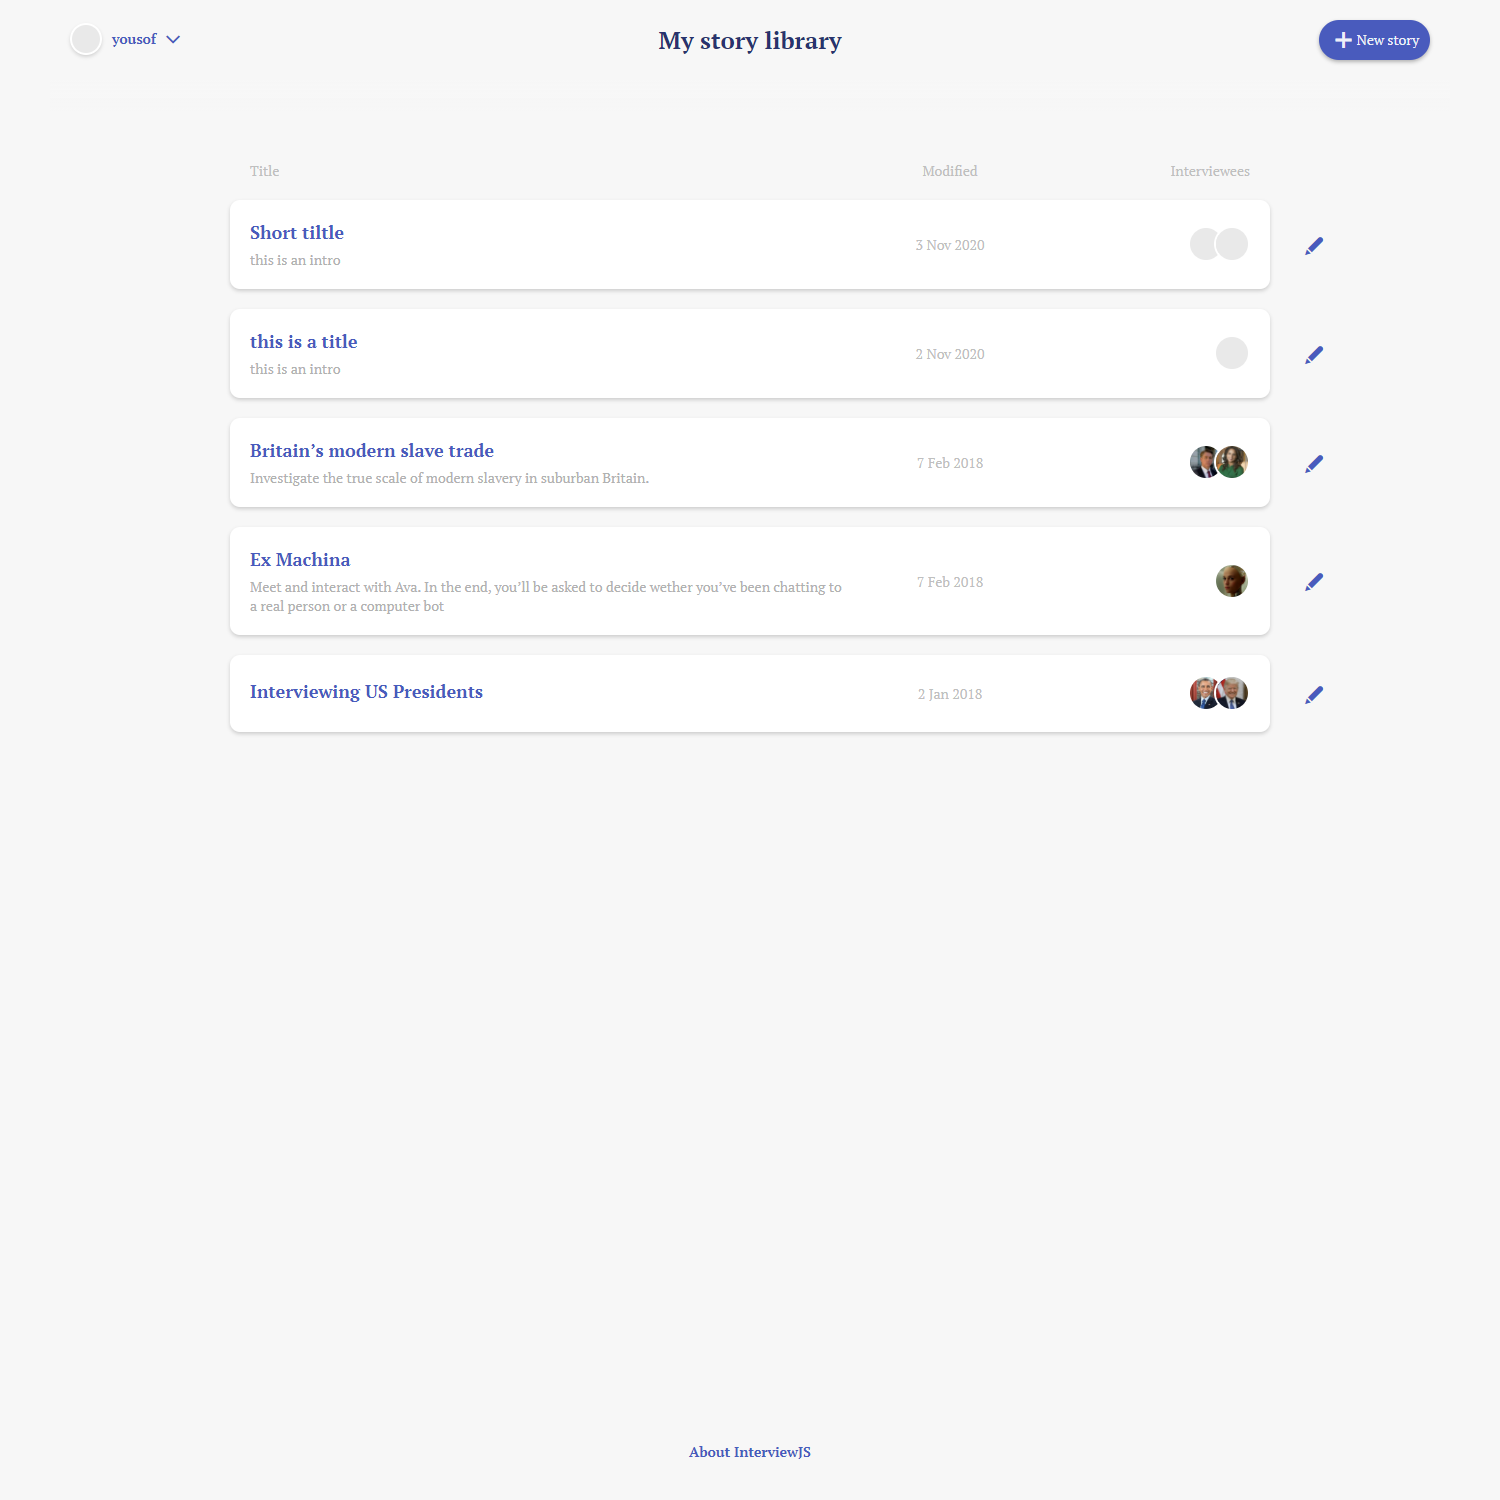 yousof
My story library
New story
Title Modified Interviewees
Short tiltle
this is an intro
3 Nov 2020
this is a title
this is an intro
2 Nov 2020
Britain’s modern slave trade
Investigate the true scale of modern slavery in suburban Britain.
7 Feb 2018
Ex Machina
Meet and interact with Ava. In the end, you’ll be asked to decide wether you’ve been chatting to
a real person or a computer bot
7 Feb 2018
Interviewing US Presidents
2 Jan 2018
About InterviewJS